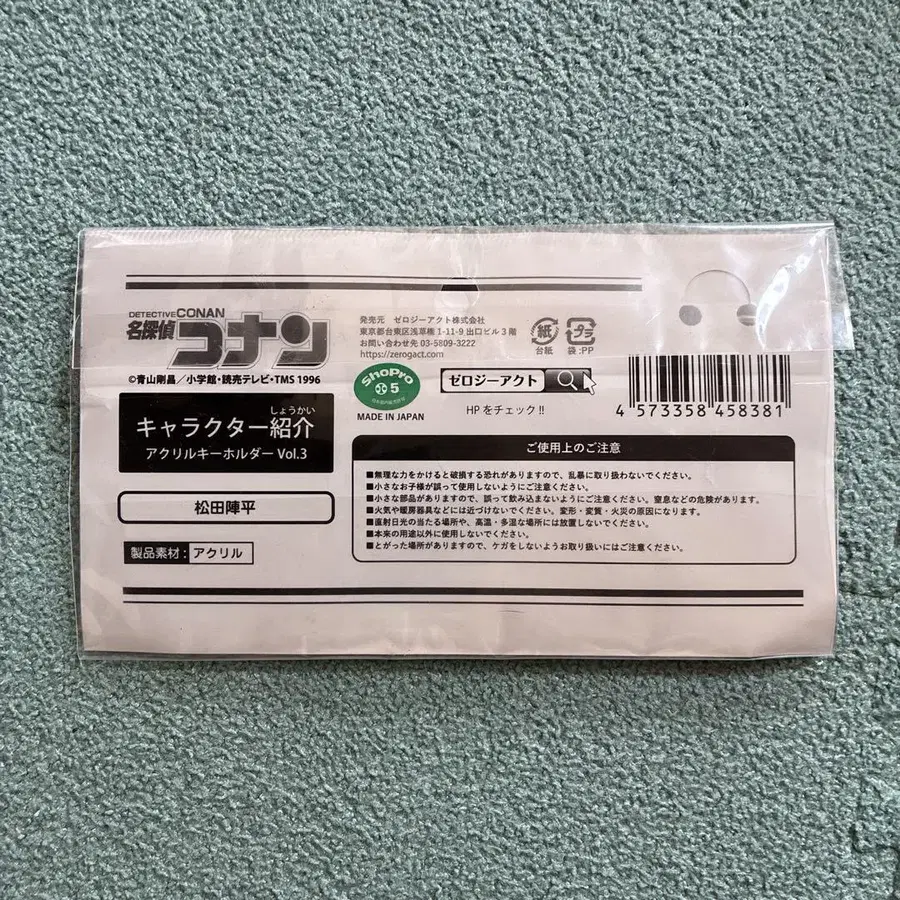 DETECTIVE CONAN
名探偵
コナン
©青山剛昌/小学館・読売テレビ・TMS 1996
しょうかい
キャラクター紹介
アクリルキーホルダー Vol.3
松田陣平
製品素材:アクリル
発売元 ゼロジーアクト株式会社
東京都台東区浅草橋 1-11-9 出口ビル3階
お問い合わせ先 03-5809-3222
https://zerogact.com
紙
台紙
プラ
袋:PP
ShoPro
5
MADE IN JAPAN
ゼロジーアクト
HP をチェック!!
4 573358 458381
ご使用上のご注意
■無理な力をかけると破損する恐れがありますので、乱暴に取り扱わないでください。
■小さなお子様が誤って使用しないようにご注意ください。
■小さな部品がありますので、誤って飲み込まないようにご注意ください。窒息などの危険があります。
■火気や暖房器具などには近づけないでください。変形・変質・火災の原因になります。
■直射日光の当たる場所や、高温・多湿な場所には放置しないでください。
■本来の用途以外に使用しないでください。
■とがった場所がありますので、ケガをしないようお取り扱いにはご注意ください。